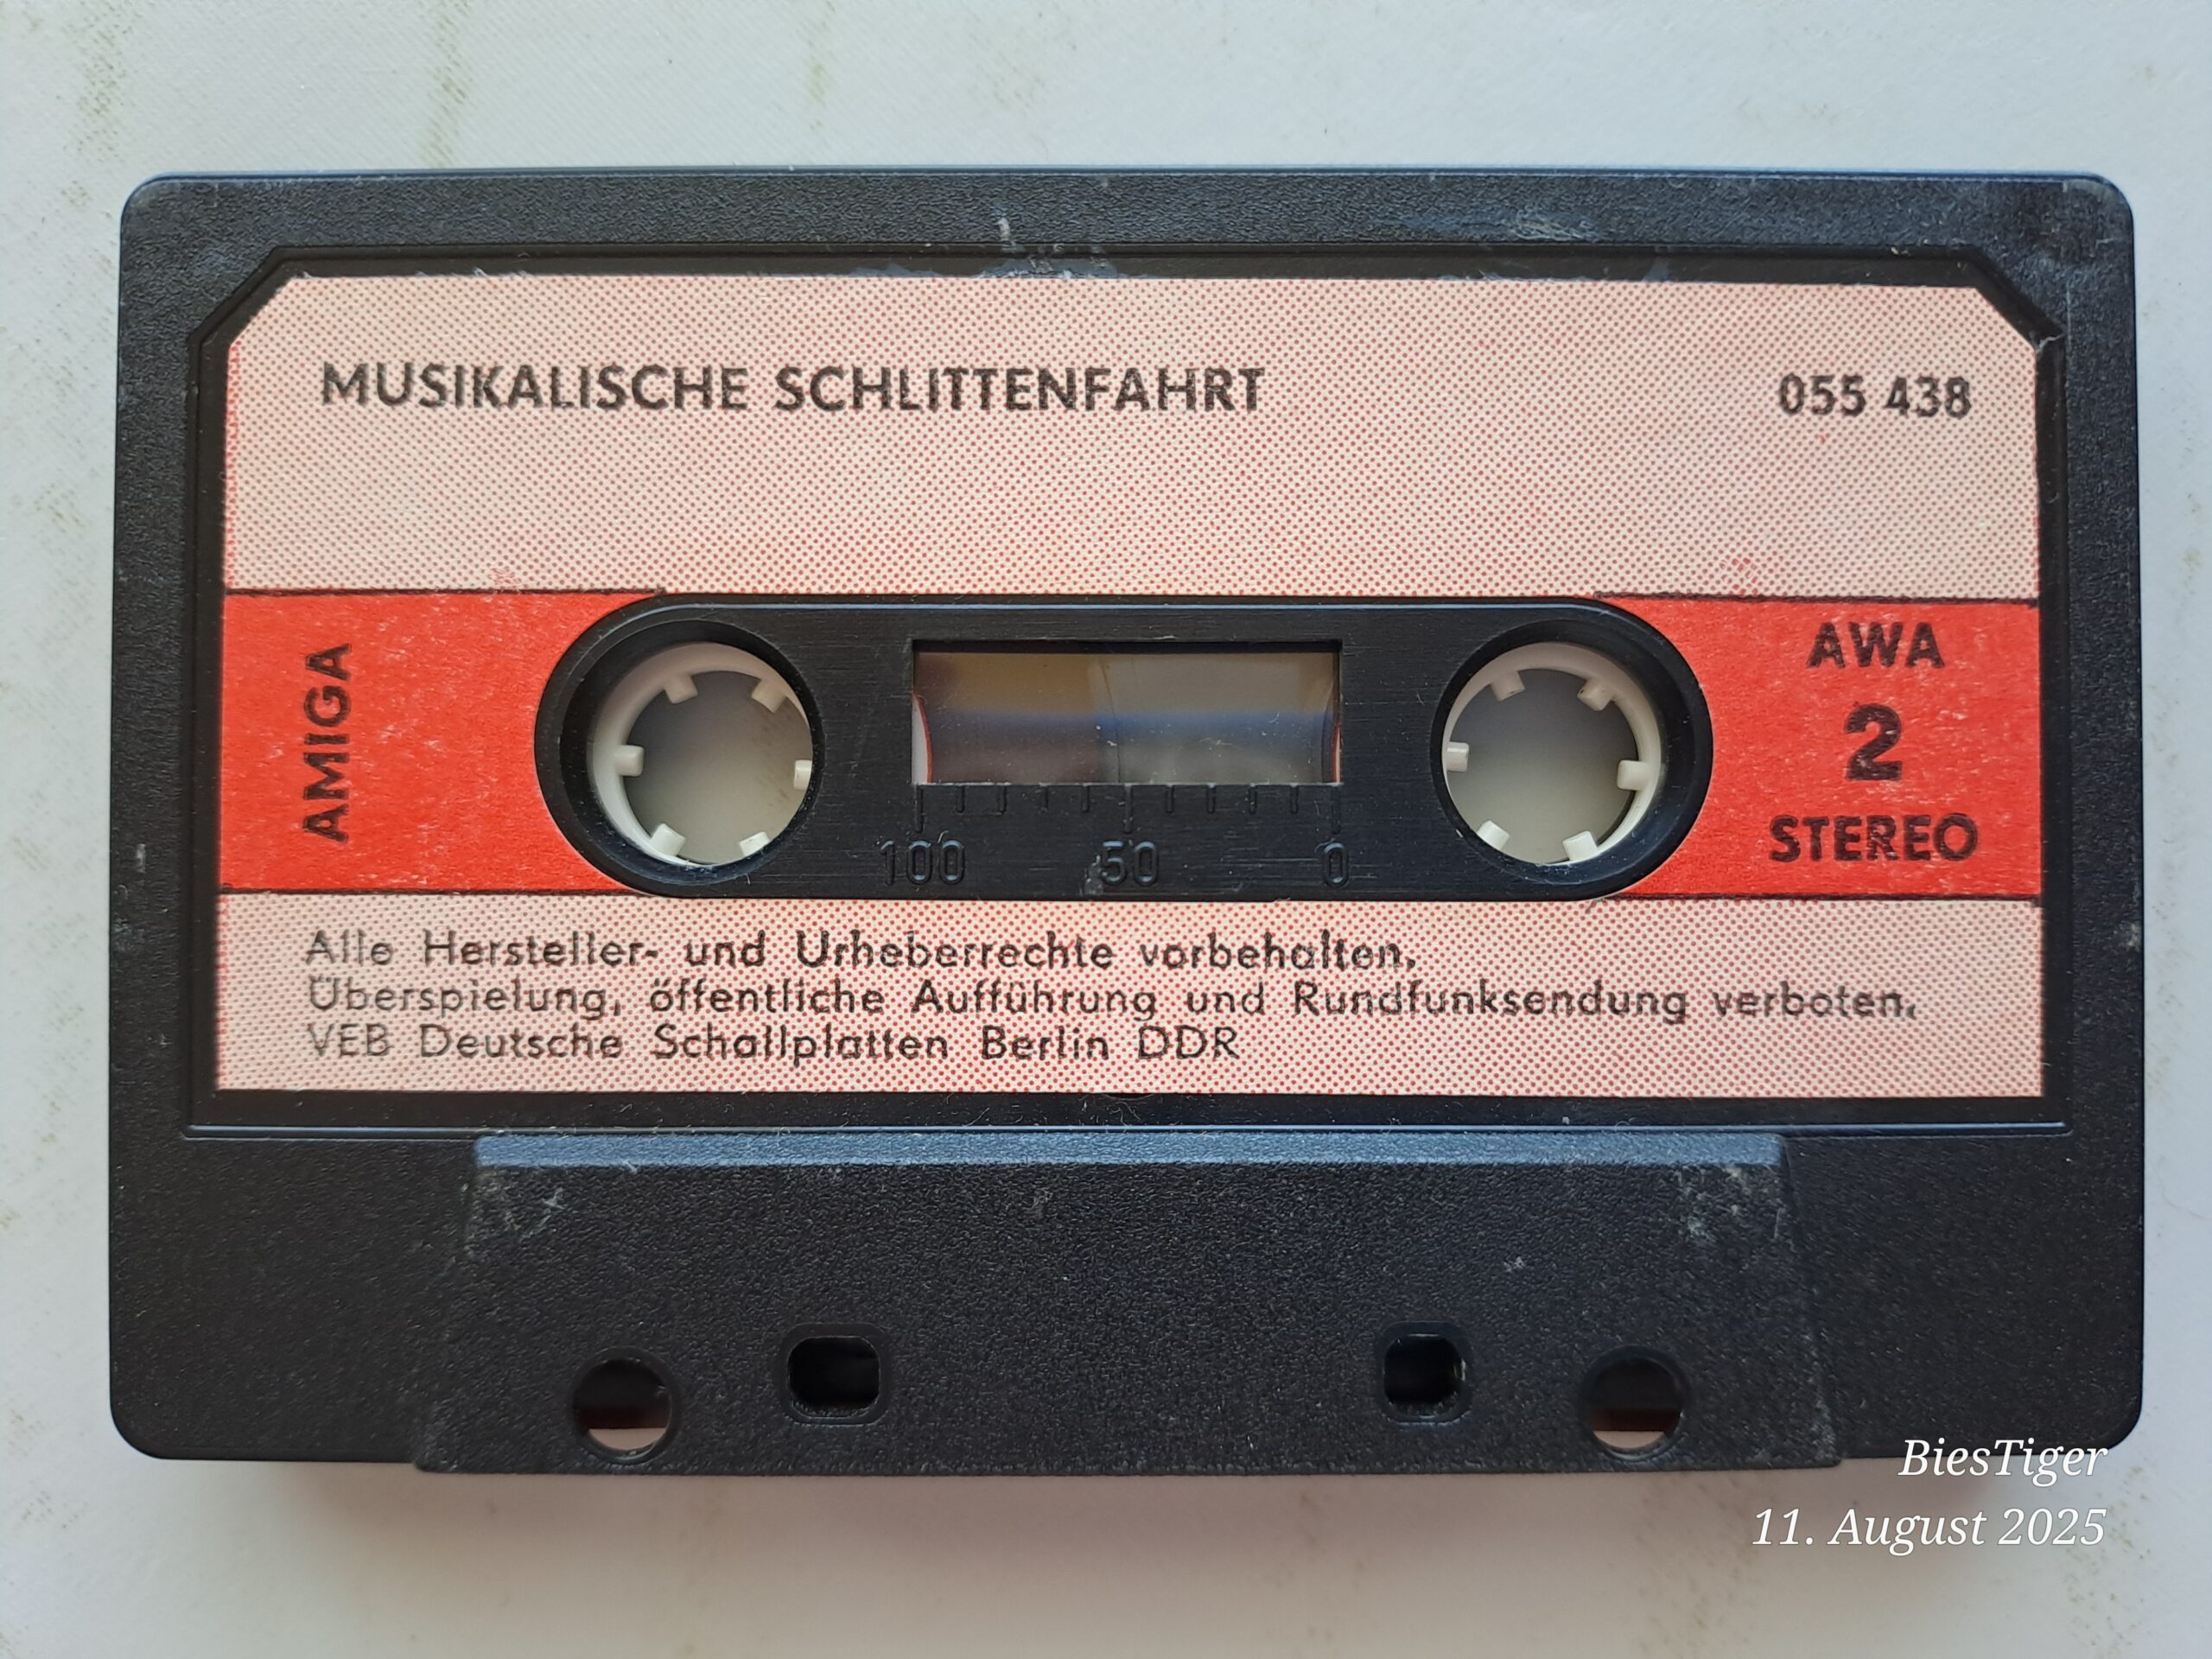 MUSIKALISCHE SCHLITTENFAHRT
055 438
AMIGA
AWA
2
STEREO
100 50 0
Alle Hersteller- und Urheberrechte vorbehalten.
Überspielung, öffentliche Aufführung und Rundfunksendung verboten.
VEB Deutsche Schallplatten Berlin DDR
BiesTiger
11. August 2025